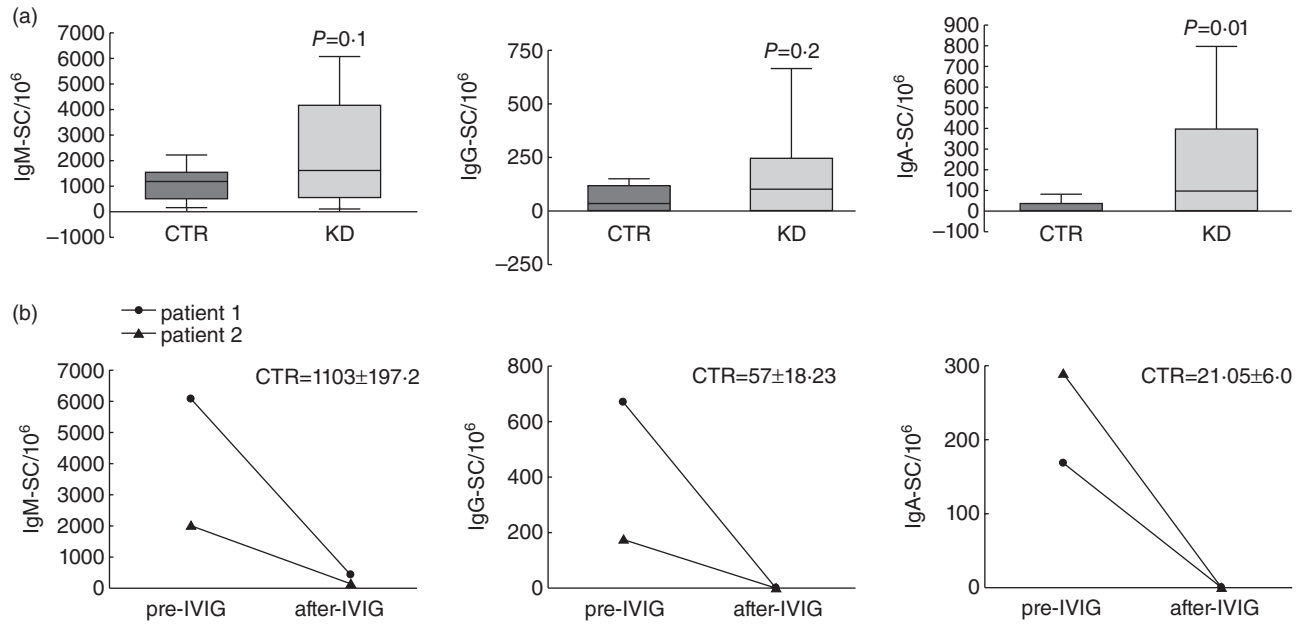 (a)
7000
6000
5000
4000
3000
2000
1000
0
−1000
IgM-SC/10⁶
P=0·1
CTR
KD
750
500
250
0
−250
IgG-SC/10⁶
P=0·2
CTR
KD
900
800
700
600
500
400
300
200
100
0
−100
IgA-SC/10⁶
P=0·01
CTR
KD
(b)
patient 1
patient 2
7000
6000
5000
4000
3000
2000
1000
0
IgM-SC/10⁶
CTR=1103±197·2
pre-IVIG
after-IVIG
800
600
400
200
0
IgG-SC/10⁶
CTR=57±18·23
pre-IVIG
after-IVIG
300
200
100
0
IgA-SC/10⁶
CTR=21·05±6·0
pre-IVIG
after-IVIG